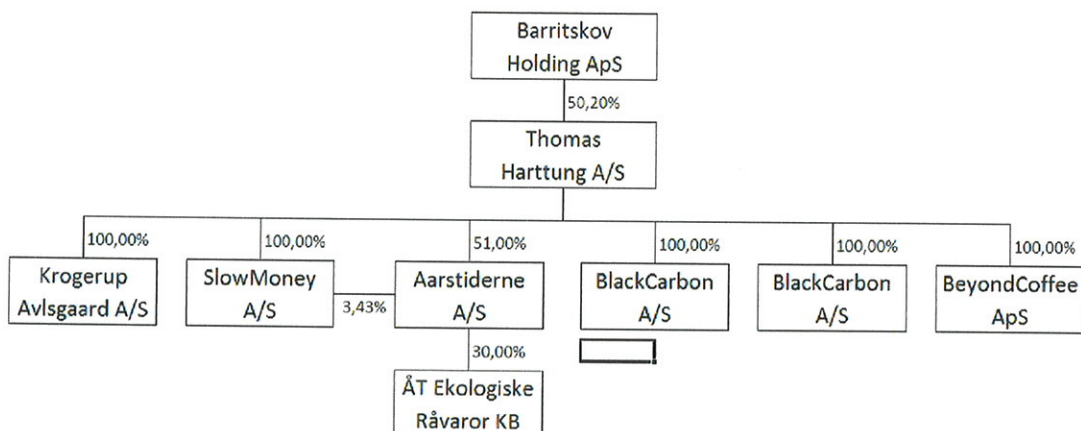 Barritskov
Holding ApS
50,20%
Thomas
Harttung A/S
100,00%
100,00%
51,00%
100,00%
100,00%
100,00%
Krogerup
Avlsgaard A/S
SlowMoney
A/S
3,43%
Aarstiderne
A/S
BlackCarbon
A/S
BlackCarbon
A/S
BeyondCoffee
ApS
30,00%
ÅT Ekologiske
Råvaror KB